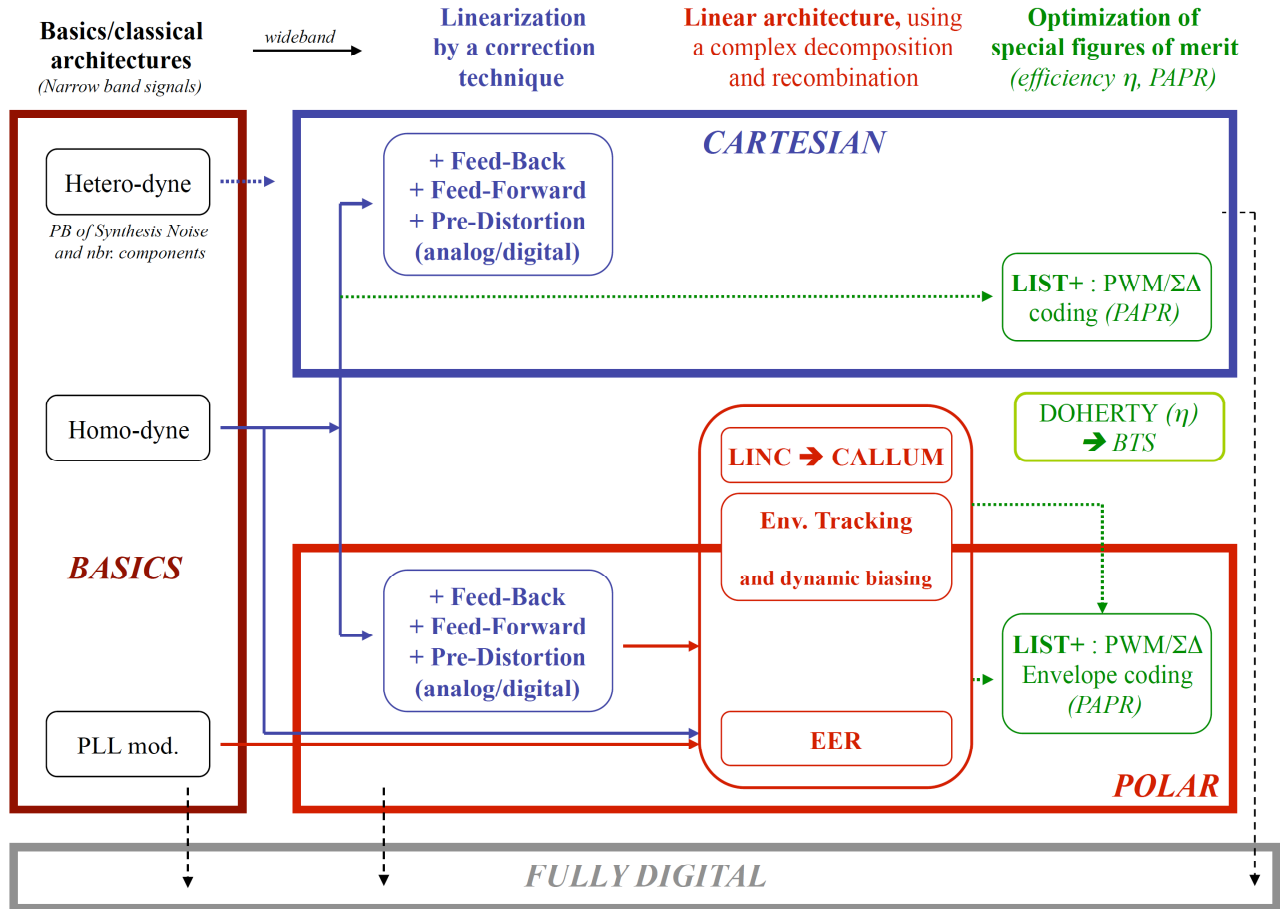 Basics/classical
architectures
(Narrow band signals)
wideband
Linearization
by a correction
technique
Linear architecture, using
a complex decomposition
and recombination
Optimization of
special figures of merit
(efficiency η, PAPR)
CARTESIAN
Hetero-dyne
PB of Synthesis Noise
and nbr. components
+ Feed-Back
+ Feed-Forward
+ Pre-Distortion
(analog/digital)
LIST+ : PWM/ΣΔ
coding (PAPR)
Homo-dyne
DOHERTY (η)
➔ BTS
LINC ➔ CALLUM
Env. Tracking
and dynamic biasing
BASICS
+ Feed-Back
+ Feed-Forward
+ Pre-Distortion
(analog/digital)
LIST+ : PWM/ΣΔ
Envelope coding
(PAPR)
PLL mod.
EER
POLAR
FULLY DIGITAL